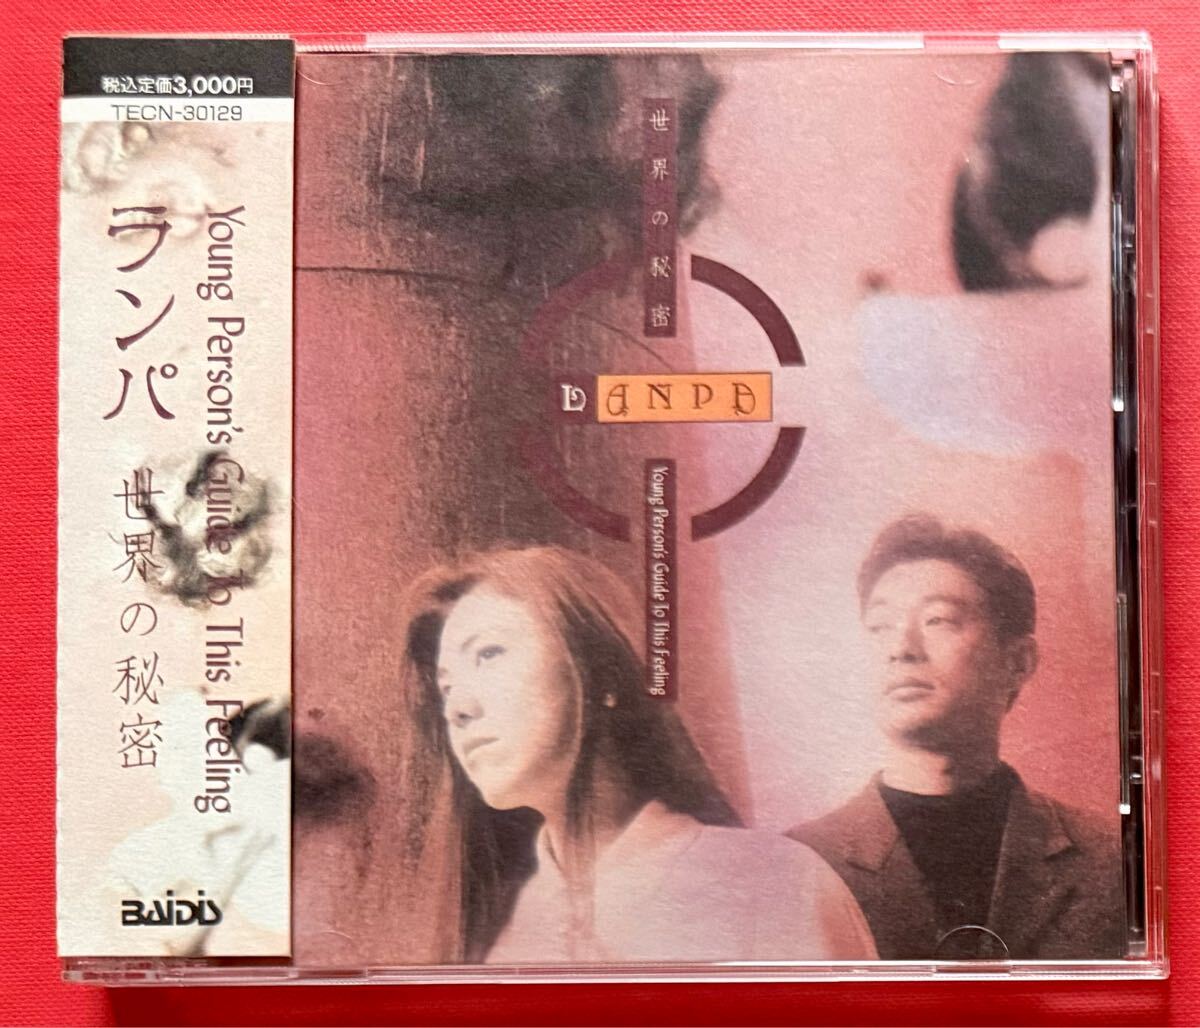 税込定価3,000円
TECN-30129
ランパ 世界の秘密
Young Person's Guide To This Feeling
BAiDiS
世界の秘密
LANPA
Young Person's Guide To This Feeling